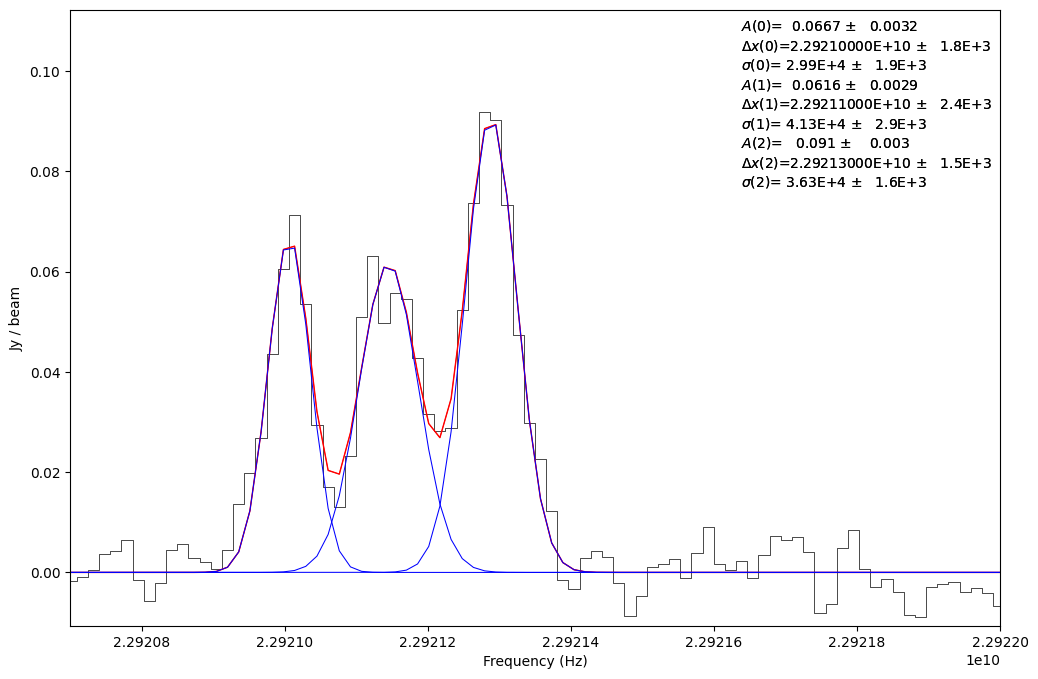 A(0)=  0.0667 ±   0.0032
Δx(0)=2.29210000E+10 ±   1.8E+3
σ(0)= 2.99E+4 ±   1.9E+3
A(1)=  0.0616 ±   0.0029
Δx(1)=2.29211000E+10 ±   2.4E+3
σ(1)= 4.13E+4 ±   2.9E+3
A(2)=   0.091 ±    0.003
Δx(2)=2.29213000E+10 ±   1.5E+3
σ(2)= 3.63E+4 ±   1.6E+3
0.10
0.08
0.06
0.04
0.02
0.00
Jy / beam
2.29208 2.29210 2.29212 2.29214 2.29216 2.29218 2.29220
1e10
Frequency (Hz)